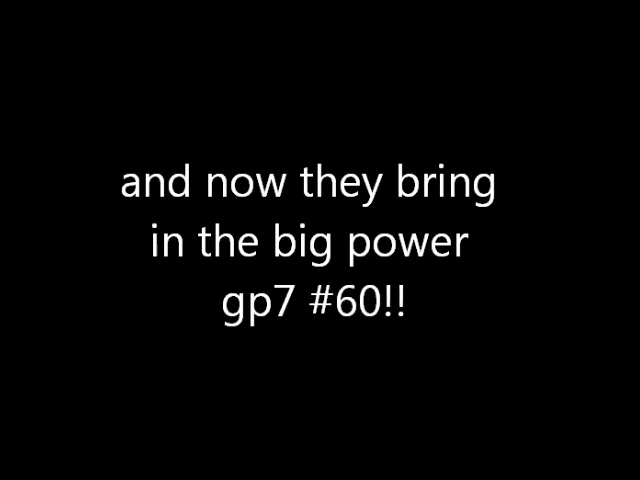 and now they bring
in the big power
gp7 #60!!